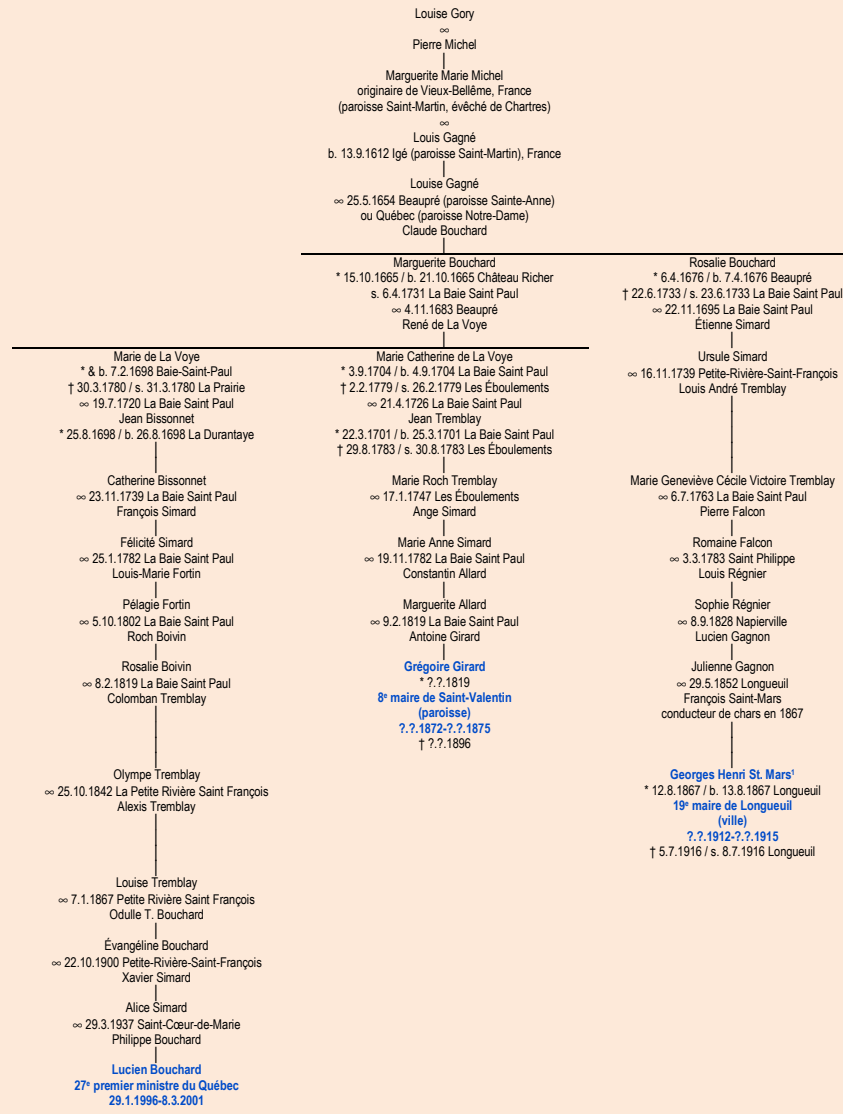 Louise Gory
∞
Pierre Michel
Marguerite Marie Michel
originaire de Vieux-Bellême, France
(paroisse Saint-Martin, évêché de Chartres)
∞
Louis Gagné
b. 13.9.1612 Igé (paroisse Saint-Martin), France
Louise Gagné
∞ 25.5.1654 Beaupré (paroisse Sainte-Anne)
ou Québec (paroisse Notre-Dame)
Claude Bouchard
Marguerite Bouchard
* 15.10.1665 / b. 21.10.1665 Château Richer
s. 6.4.1731 La Baie Saint Paul
∞ 4.11.1683 Beaupré
René de La Voye
Rosalie Bouchard
* 6.4.1676 / b. 7.4.1676 Beaupré
† 22.6.1733 / s. 23.6.1733 La Baie Saint Paul
∞ 22.11.1695 La Baie Saint Paul
Étienne Simard
Marie de La Voye
* & b. 7.2.1698 Baie-Saint-Paul
† 30.3.1780 / s. 31.3.1780 La Prairie
∞ 19.7.1720 La Baie Saint Paul
Jean Bissonnet
* 25.8.1698 / b. 26.8.1698 La Durantaye
Catherine Bissonnet
∞ 23.11.1739 La Baie Saint Paul
François Simard
Félicité Simard
∞ 25.1.1782 La Baie Saint Paul
Louis-Marie Fortin
Pélagie Fortin
∞ 5.10.1802 La Baie Saint Paul
Roch Boivin
Rosalie Boivin
∞ 8.2.1819 La Baie Saint Paul
Colomban Tremblay
Olympe Tremblay
∞ 25.10.1842 La Petite Rivière Saint François
Alexis Tremblay
Louise Tremblay
∞ 7.1.1867 Petite Rivière Saint François
Odulle T. Bouchard
Évangéline Bouchard
∞ 22.10.1900 Petite-Rivière-Saint-François
Xavier Simard
Alice Simard
∞ 29.3.1937 Saint-Cœur-de-Marie
Philippe Bouchard
Lucien Bouchard
27e premier ministre du Québec
29.1.1996-8.3.2001
Marie Catherine de La Voye
* 3.9.1704 / b. 4.9.1704 La Baie Saint Paul
† 2.2.1779 / s. 26.2.1779 Les Éboulements
∞ 21.4.1726 La Baie Saint Paul
Jean Tremblay
* 22.3.1701 / b. 25.3.1701 La Baie Saint Paul
† 29.8.1783 / s. 30.8.1783 Les Éboulements
Marie Roch Tremblay
∞ 17.1.1747 Les Éboulements
Ange Simard
Marie Anne Simard
∞ 19.11.1782 La Baie Saint Paul
Constantin Allard
Marguerite Allard
∞ 9.2.1819 La Baie Saint Paul
Antoine Girard
Grégoire Girard
* ?.?.1819
8e maire de Saint-Valentin
(paroisse)
?.?.1872-?.?.1875
† ?.?.1896
Ursule Simard
∞ 16.11.1739 Petite-Rivière-Saint-François
Louis André Tremblay
Marie Geneviève Cécile Victoire Tremblay
∞ 6.7.1763 La Baie Saint Paul
Pierre Falcon
Romaine Falcon
∞ 3.3.1783 Saint Philippe
Louis Régnier
Sophie Régnier
∞ 8.9.1828 Napierville
Lucien Gagnon
Julienne Gagnon
∞ 29.5.1852 Longueuil
François Saint-Mars
conducteur de chars en 1867
Georges Henri St. Mars¹
* 12.8.1867 / b. 13.8.1867 Longueuil
19e maire de Longueuil
(ville)
?.?.1912-?.?.1915
† 5.7.1916 / s. 8.7.1916 Longueuil